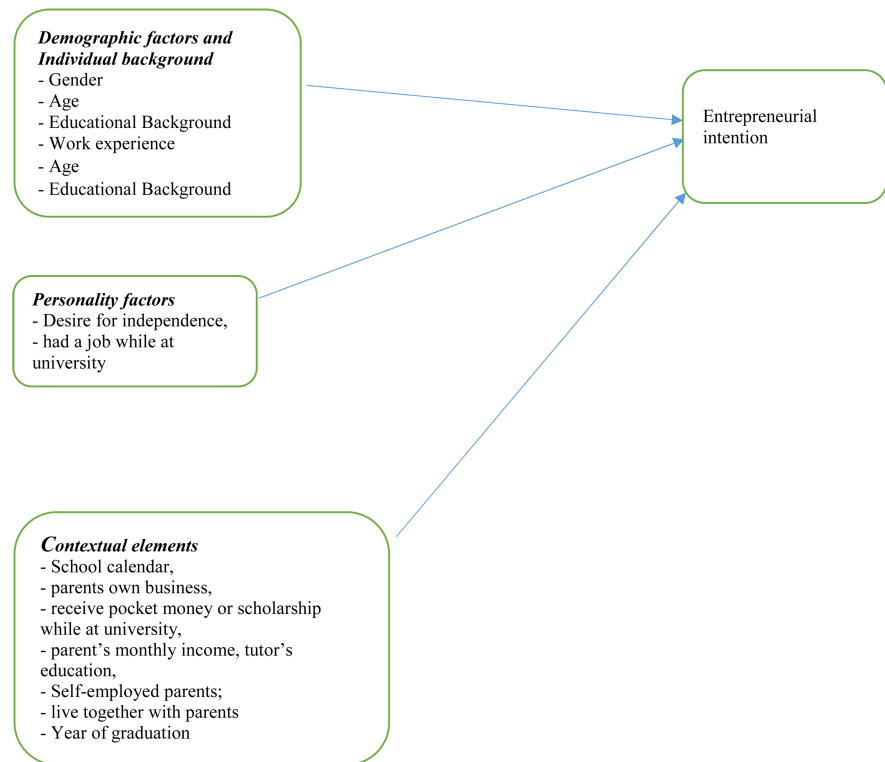 Demographic factors and
Individual background
- Gender
- Age
- Educational Background
- Work experience
- Age
- Educational Background
Entrepreneurial
intention
Personality factors
- Desire for independence,
- had a job while at
university
Contextual elements
- School calendar,
- parents own business,
- receive pocket money or scholarship
while at university,
- parent's monthly income, tutor's
education,
- Self-employed parents;
- live together with parents
- Year of graduation